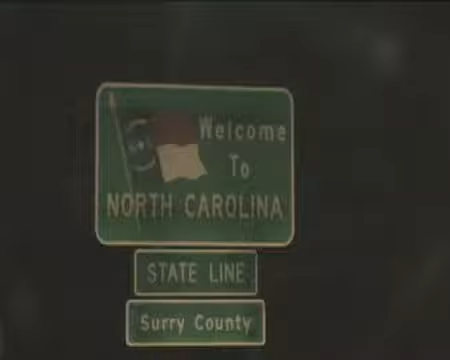 Welcome
To
NORTH CAROLINA
STATE LINE
Surry County